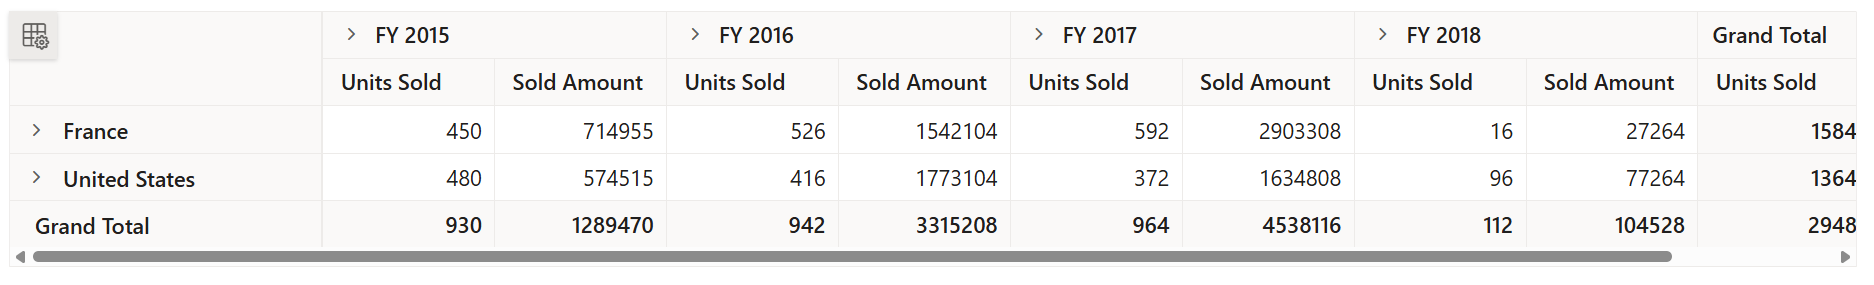 FY 2015 FY 2016 FY 2017 FY 2018 Grand Total
Units Sold Sold Amount Units Sold Sold Amount Units Sold Sold Amount Units Sold Sold Amount Units Sold
France 450 714955 526 1542104 592 2903308 16 27264 1584
United States 480 574515 416 1773104 372 1634808 96 77264 1364
Grand Total 930 1289470 942 3315208 964 4538116 112 104528 2948